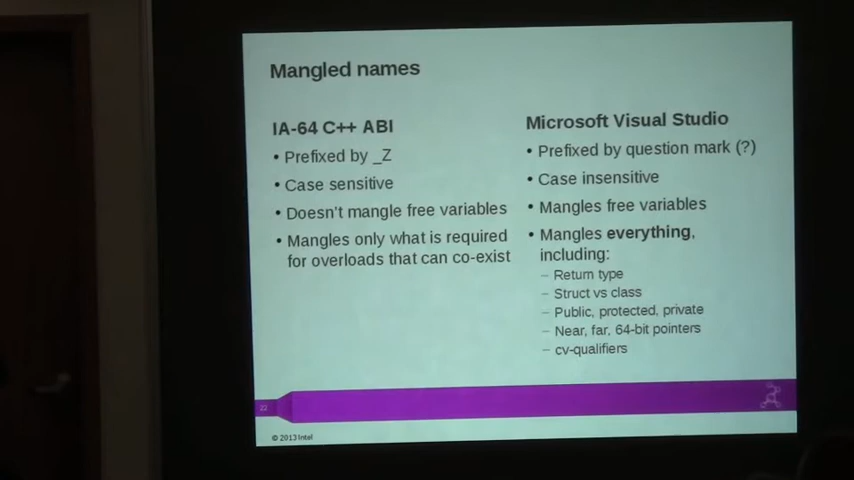 Mangled names
IA-64 C++ ABI
• Prefixed by _Z
• Case sensitive
• Doesn't mangle free variables
• Mangles only what is required
for overloads that can co-exist
Microsoft Visual Studio
• Prefixed by question mark (?)
• Case insensitive
• Mangles free variables
• Mangles everything,
including:
– Return type
– Struct vs class
– Public, protected, private
– Near, far, 64-bit pointers
– cv-qualifiers
22
© 2013 Intel